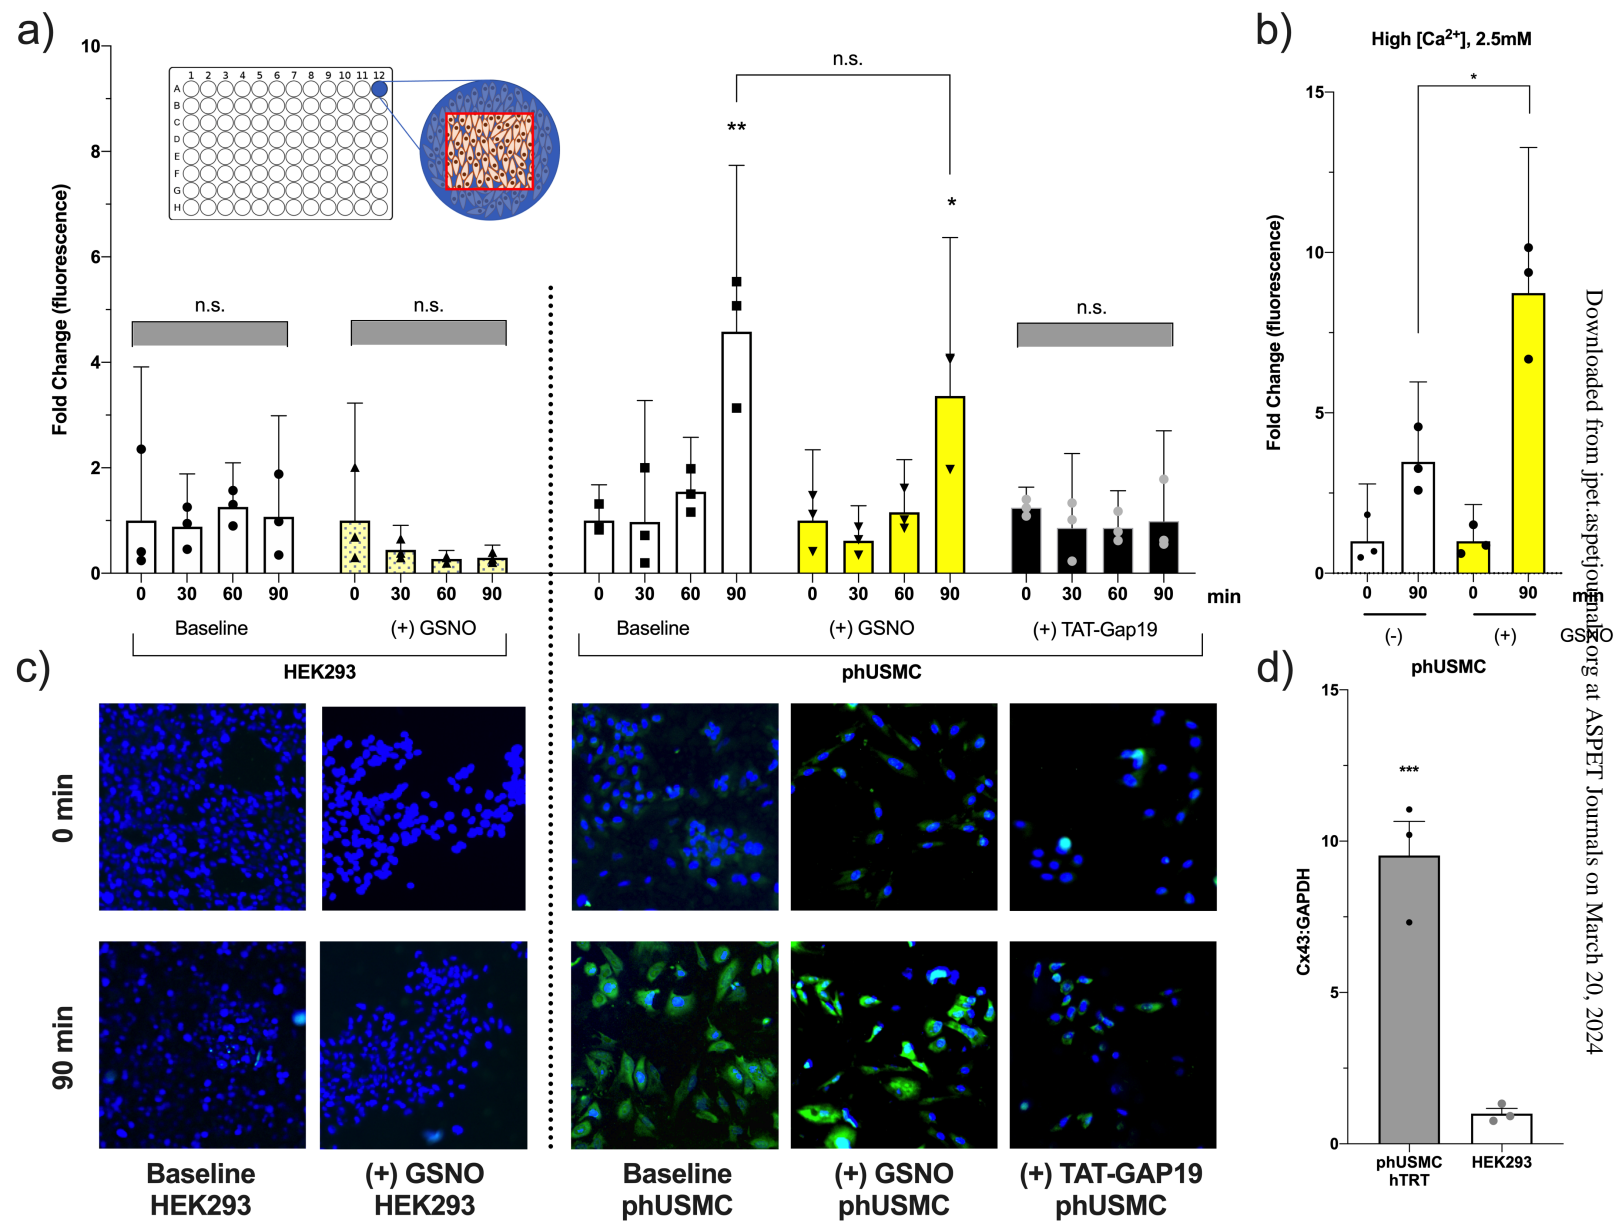 a)
10
8
6
4
2
0
Fold Change (fluorescence)
1 2 3 4 5 6 7 8 9 10 11 12
A
B
C
D
E
F
G
H
n.s.
n.s.
n.s.
**
*
n.s.
0 30 60 90 0 30 60 90 0 30 60 90 0 30 60 90 0 30 60 90 min
Baseline (+) GSNO Baseline (+) GSNO (+) TAT-Gap19
HEK293 phUSMC
b)
High [Ca2+], 2.5mM
*
15
10
5
0
Fold Change (fluorescence)
0 90 0 90 min
(-) (+) GSNO
phUSMC
c)
0 min
90 min
Baseline (+) GSNO Baseline (+) GSNO (+) TAT-GAP19
HEK293 HEK293 phUSMC phUSMC phUSMC
d)
15
10
5
0
Cx43:GAPDH
***
phUSMC HEK293
hTRT
Downloaded from jpet.aspetjournals.org at ASPET Journals on March 20, 2024